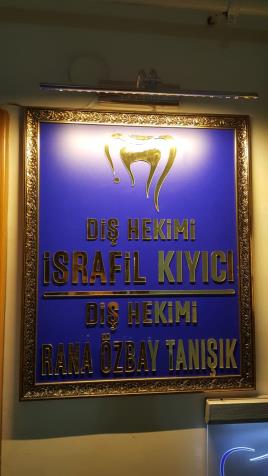 DİŞ HEKİMİ
İSRAFİL KIYICI
DİŞ HEKİMİ
RANA ÖZBAY TANIŞIK